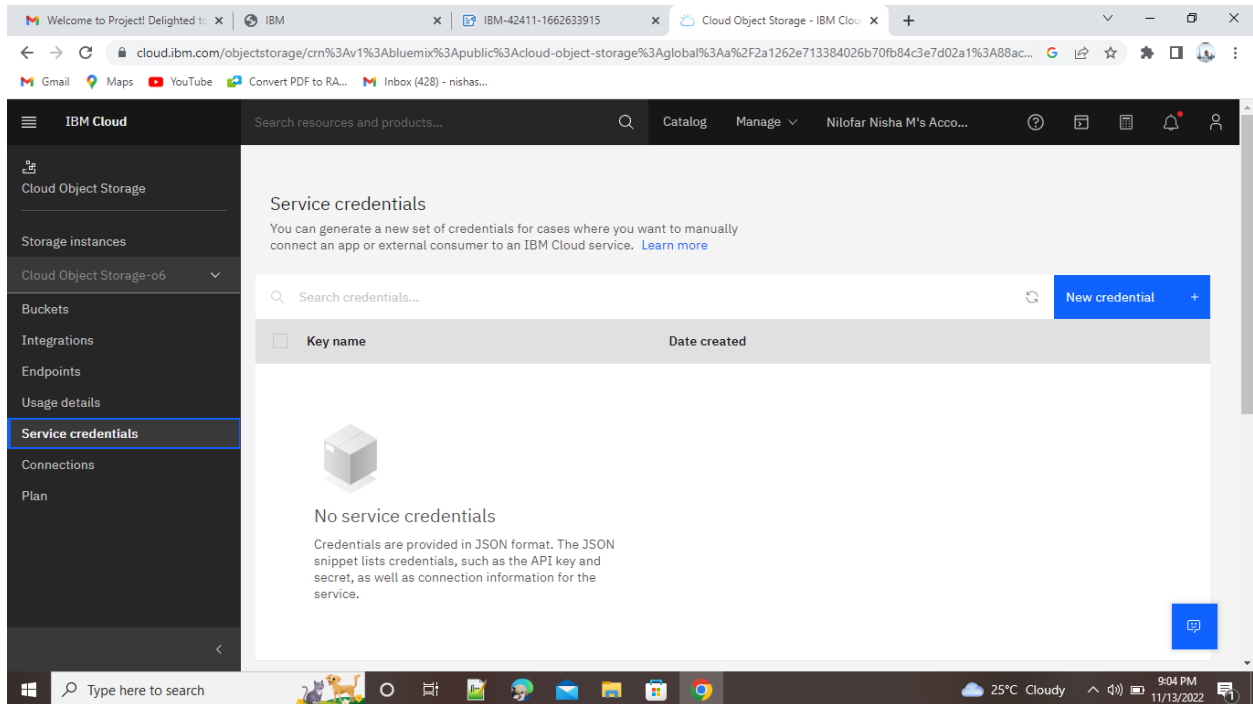 Welcome to Project! Delighted to
IBM
IBM-42411-1662633915
Cloud Object Storage - IBM Clou
cloud.ibm.com/objectstorage/crn%3Av1%3Abluemix%3Apublic%3Acloud-object-storage%3Aglobal%3Aa%2F2a1262e713384026b70fb84c3e7d02a1%3A88ac...
Gmail
Maps
YouTube
Convert PDF to RA...
Inbox (428) - nishas...
IBM Cloud
Search resources and products...
Catalog
Manage
Nilofar Nisha M's Acco...
Cloud Object Storage
Storage instances
Cloud Object Storage-o6
Buckets
Integrations
Endpoints
Usage details
Service credentials
Connections
Plan
Service credentials
You can generate a new set of credentials for cases where you want to manually
connect an app or external consumer to an IBM Cloud service. Learn more
Search credentials...
New credential +
Key name
Date created
No service credentials
Credentials are provided in JSON format. The JSON
snippet lists credentials, such as the API key and
secret, as well as connection information for the
service.
Type here to search
25°C Cloudy
9:04 PM
11/13/2022
1